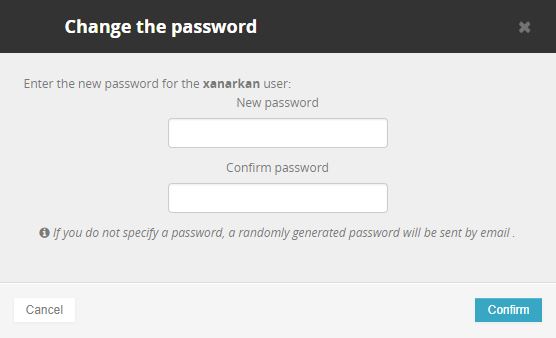 Change the password
Enter the new password for the xanarkan user:
New password
Confirm password
If you do not specify a password, a randomly generated password will be sent by email .
Cancel
Confirm